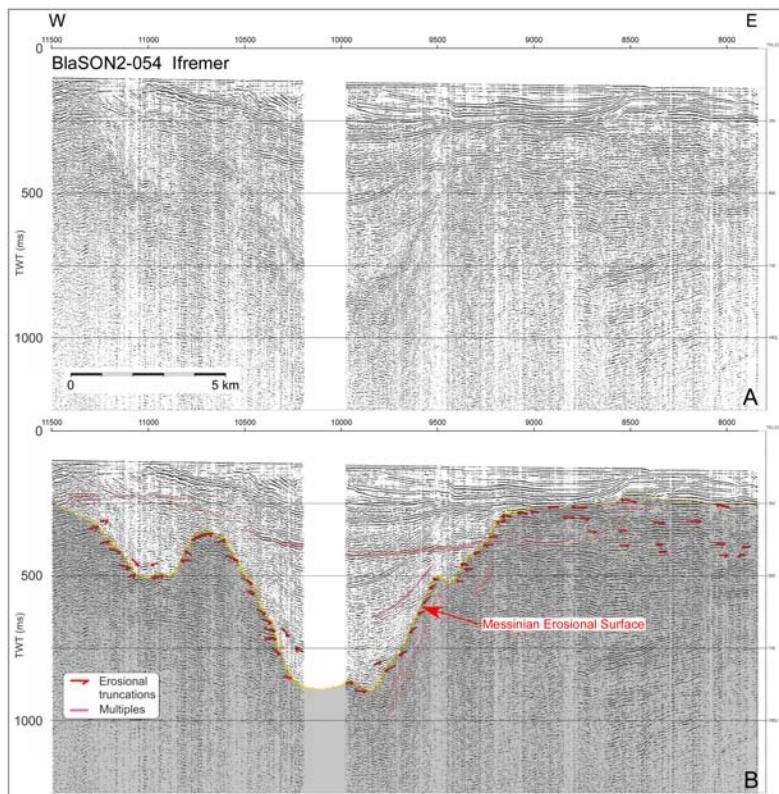 W E
11500 11000 10500 10000 9500 9000 8500 8000
0
BlaSON2-054 Ifremer
500
TWT (ms)
1000
0 5 km
A
11500 11000 10500 10000 9500 9000 8500 8000
0
500
Messinian Erosional Surface
TWT (ms)
Erosional
truncations
Multiples
1000
B